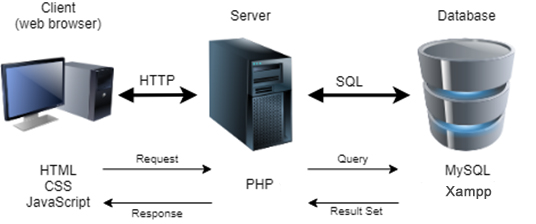 Client
(web browser)
Server
Database
HTTP
SQL
HTML
CSS
JavaScript
Request
Response
PHP
Query
Result Set
MySQL
Xampp